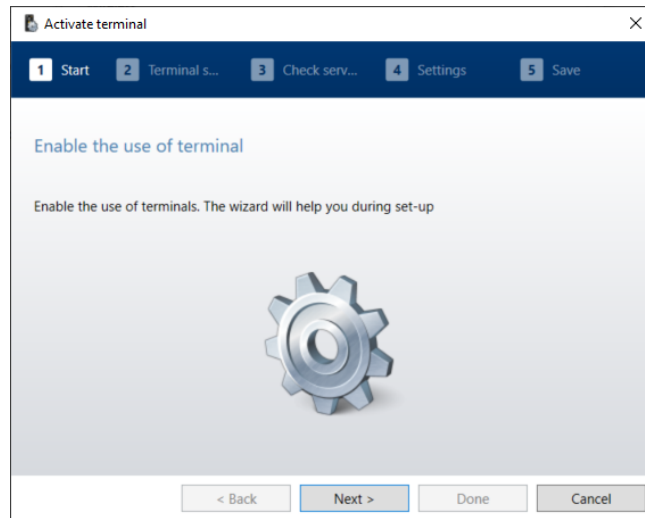 Activate terminal
1 Start 2 Terminal s... 3 Check serv... 4 Settings 5 Save
Enable the use of terminal
Enable the use of terminals. The wizard will help you during set-up
< Back Next > Done Cancel